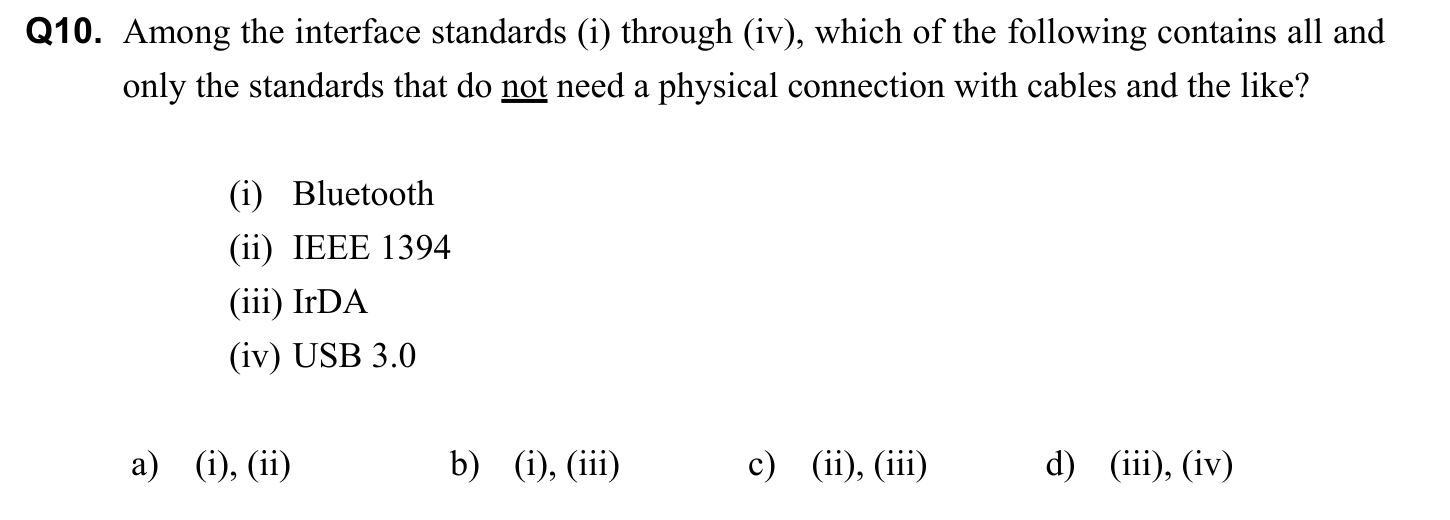 Q10. Among the interface standards (i) through (iv), which of the following contains all and
only the standards that do not need a physical connection with cables and the like?
(i) Bluetooth
(ii) IEEE 1394
(iii) IrDA
(iv) USB 3.0
a) (i), (ii) b) (i), (iii) c) (ii), (iii) d) (iii), (iv)